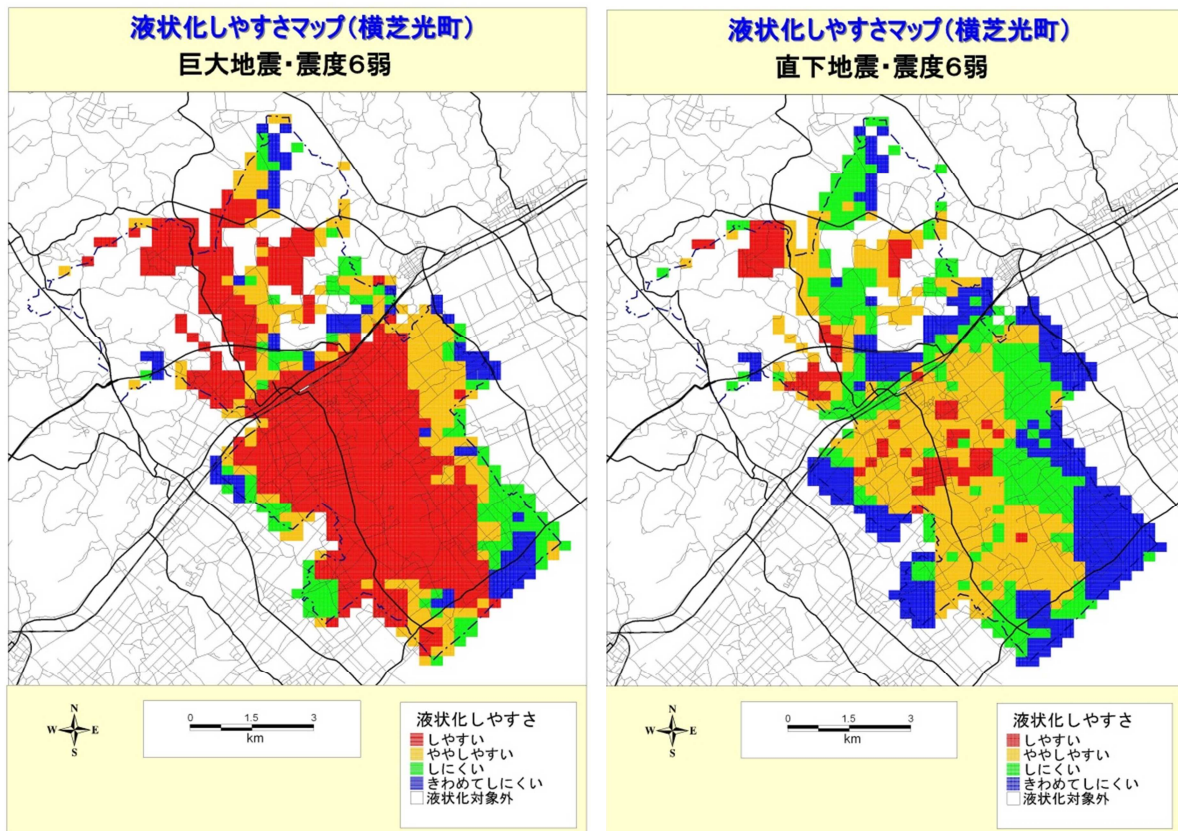 液状化しやすさマップ(横芝光町)
巨大地震・震度6弱
N
W E
S
0 1.5 3
km
液状化しやすさ
しやすい
ややしやすい
しにくい
きわめてしにくい
液状化対象外
液状化しやすさマップ(横芝光町)
直下地震・震度6弱
N
W E
S
0 1.5 3
km
液状化しやすさ
しやすい
ややしやすい
しにくい
きわめてしにくい
液状化対象外